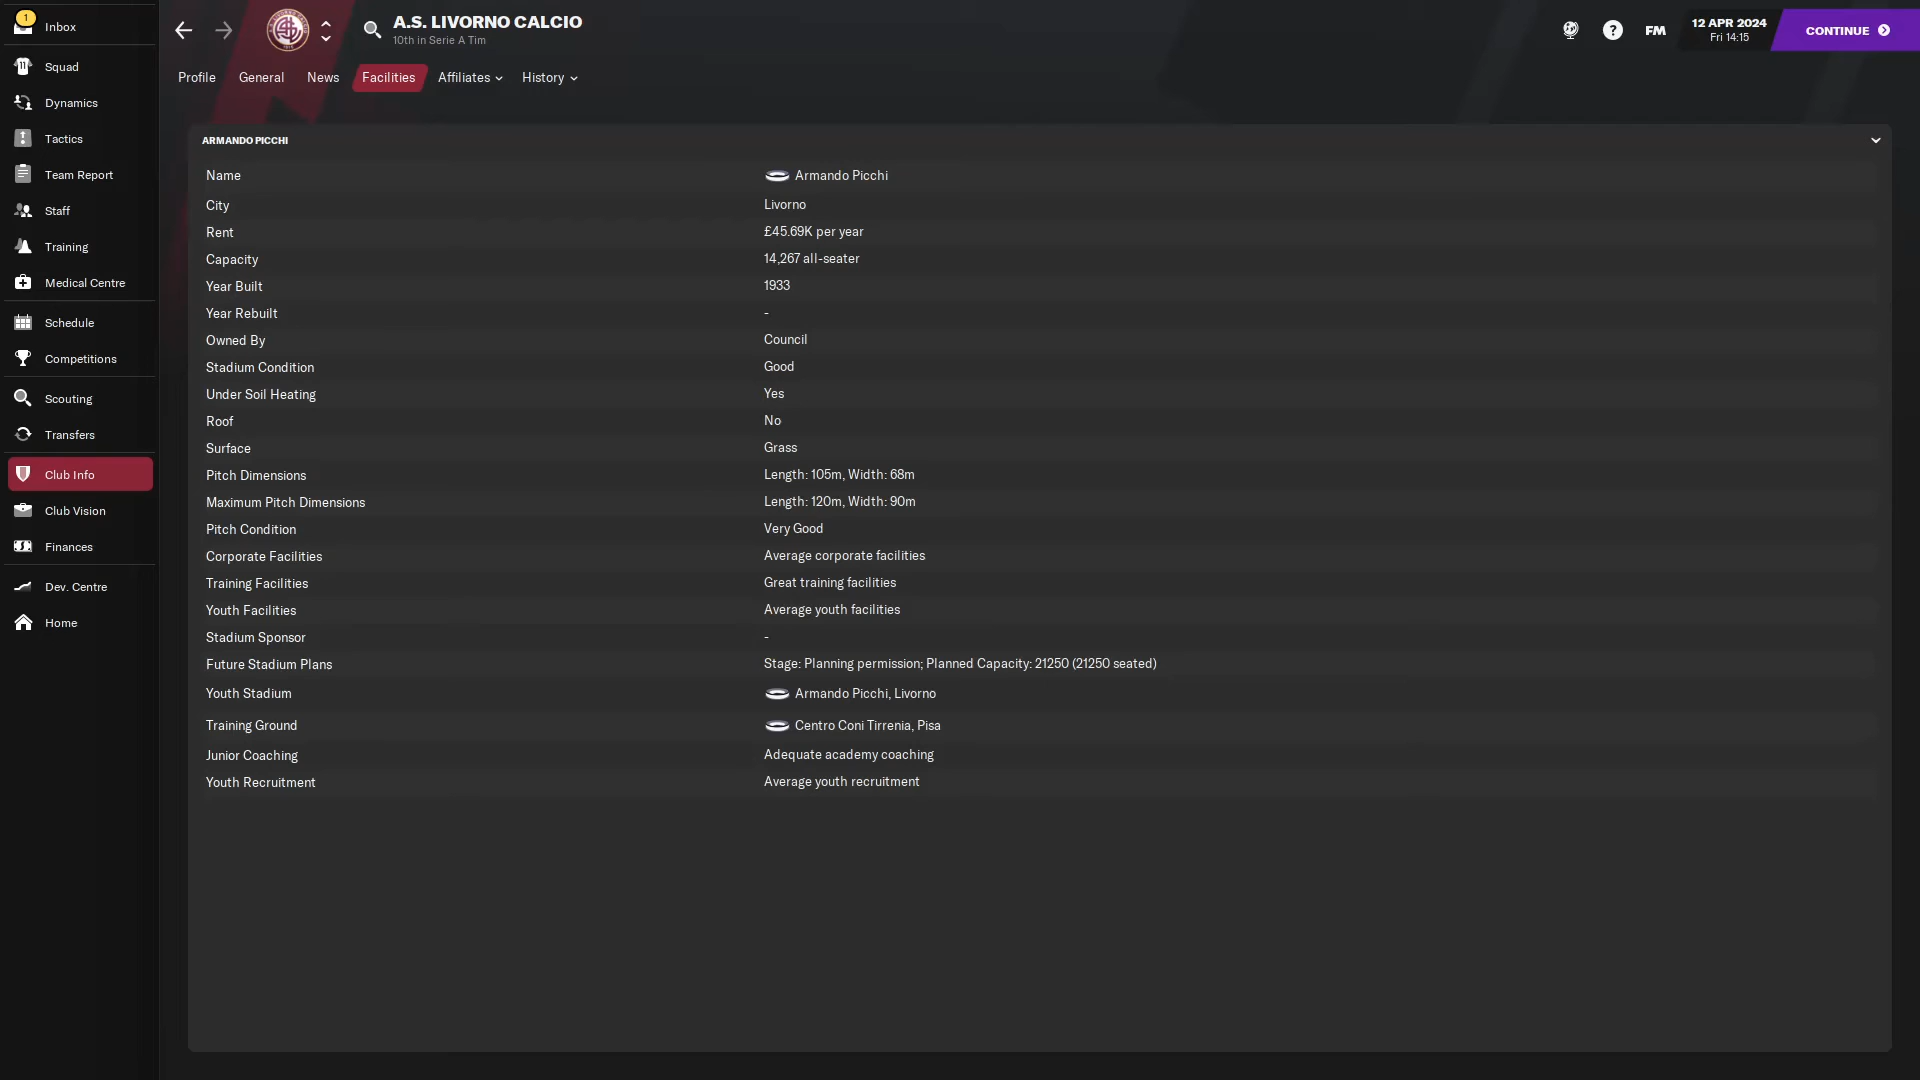 1
Inbox
Squad
Dynamics
Tactics
Team Report
Staff
Training
Medical Centre
Schedule
Competitions
Scouting
Transfers
Club Info
Club Vision
Finances
Dev. Centre
Home
A.S. LIVORNO CALCIO
10th in Serie A Tim
FM
12 APR 2024
Fri 14:15
CONTINUE
Profile General News Facilities Affiliates History
ARMANDO PICCHI
Name Armando Picchi
City Livorno
Rent £45.69K per year
Capacity 14,267 all-seater
Year Built 1933
Year Rebuilt -
Owned By Council
Stadium Condition Good
Under Soil Heating Yes
Roof No
Surface Grass
Pitch Dimensions Length: 105m, Width: 68m
Maximum Pitch Dimensions Length: 120m, Width: 90m
Pitch Condition Very Good
Corporate Facilities Average corporate facilities
Training Facilities Great training facilities
Youth Facilities Average youth facilities
Stadium Sponsor -
Future Stadium Plans Stage: Planning permission; Planned Capacity: 21250 (21250 seated)
Youth Stadium Armando Picchi, Livorno
Training Ground Centro Coni Tirrenia, Pisa
Junior Coaching Adequate academy coaching
Youth Recruitment Average youth recruitment